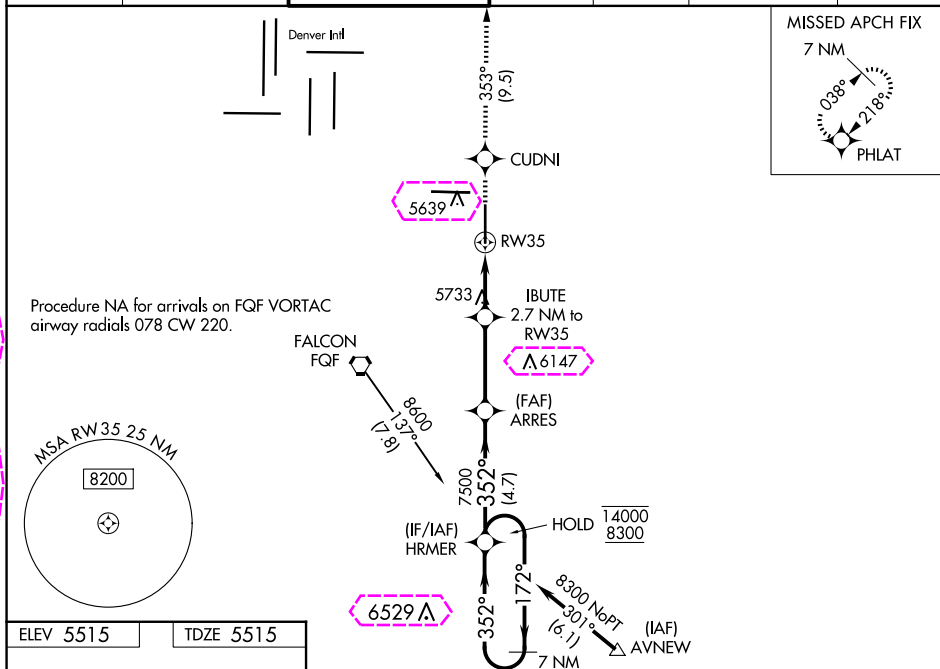 Denver Intl
MISSED APCH FIX
7 NM
038°
218°
PHLAT
353°
(9.5)
CUDNI
5639
RW35
5733
IBUTE
2.7 NM to
RW35
6147
Procedure NA for arrivals on FQF VORTAC
airway radials 078 CW 220.
FALCON
FQF
8600
137°
(7.8)
(FAF)
ARRES
MSA RW35 25 NM
8200
7500
352°
(4.7)
(IF/IAF)
HRMER
HOLD
14000
8300
172°
352°
6529
8300 NoPT
301°
(6.1)
(IAF)
AVNEW
7 NM
ELEV 5515
TDZE 5515